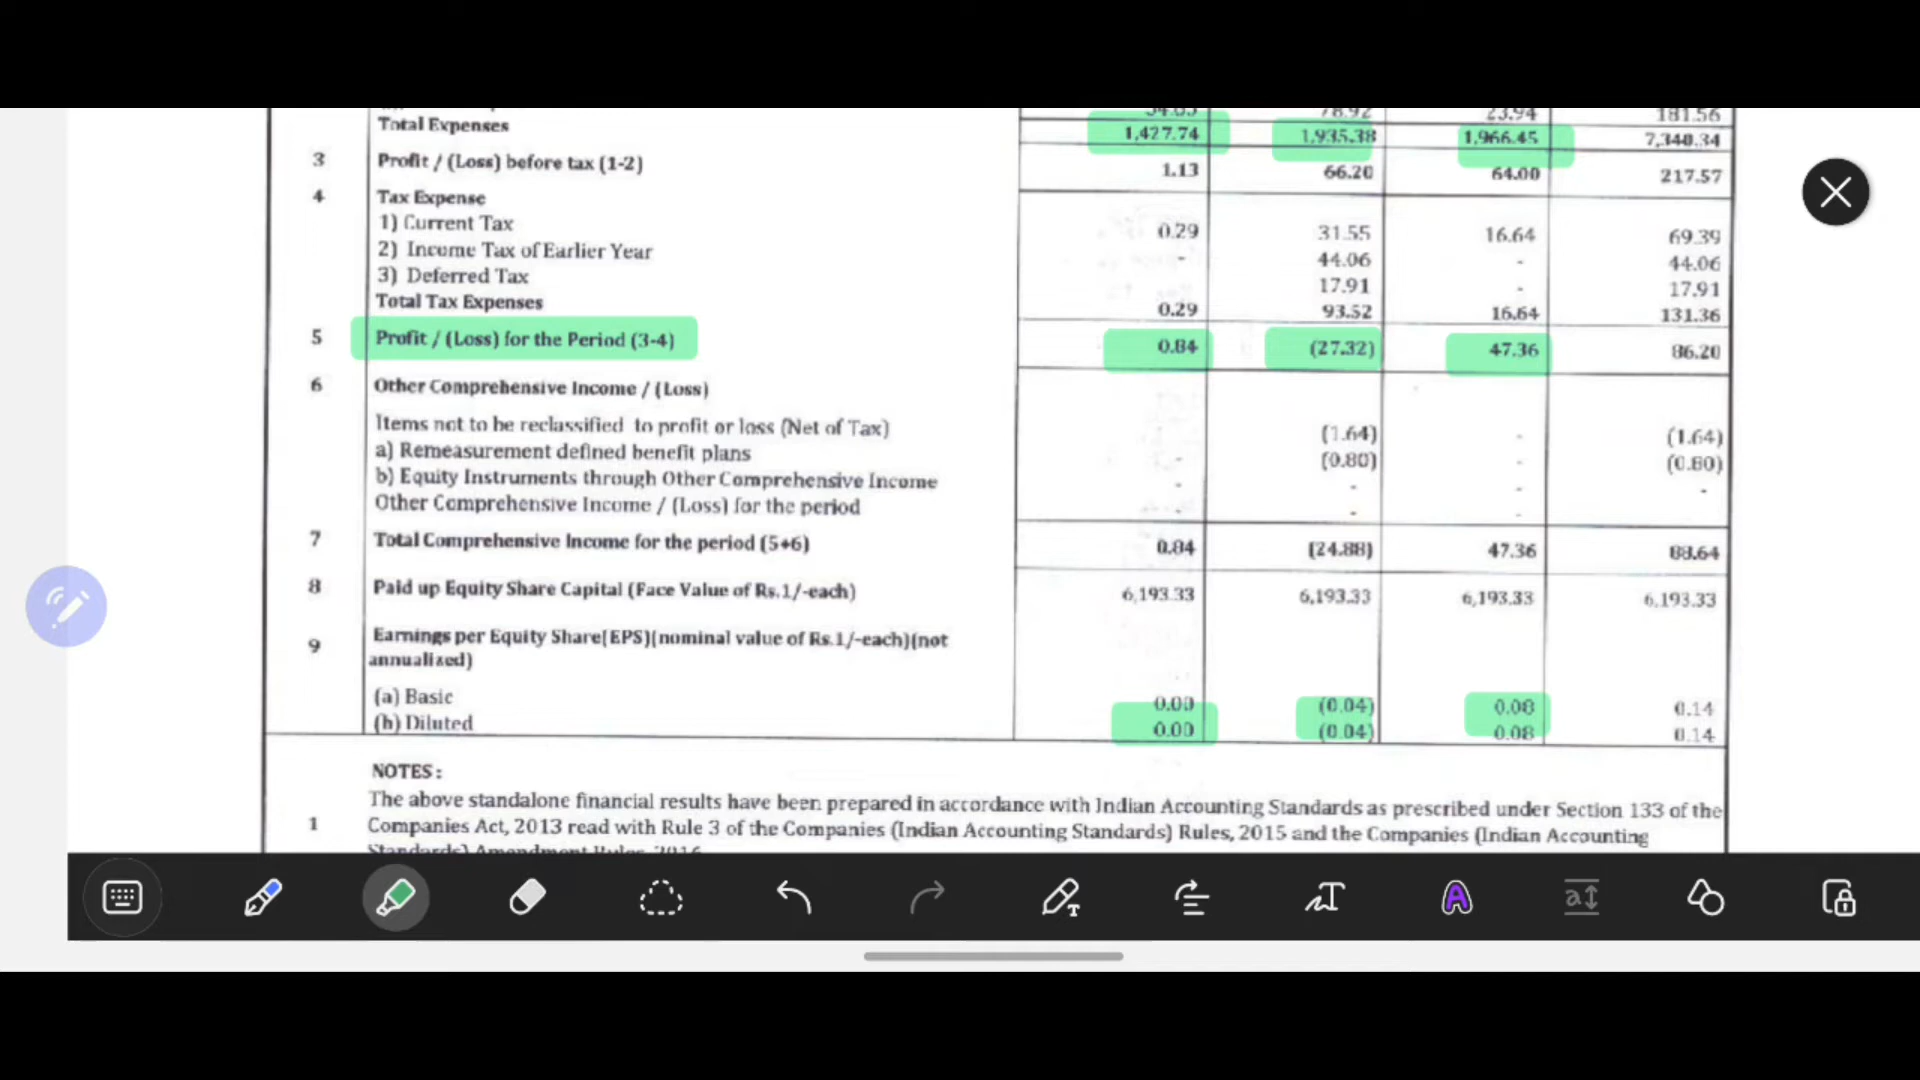 78.92 23.94 181.56
Total Expenses 1,427.74 1,935.38 1,966.45 7,340.34
3 Profit / (Loss) before tax (1-2) 1.13 66.20 64.00 217.57
4 Tax Expense
1) Current Tax 0.29 31.55 16.64 69.39
2) Income Tax of Earlier Year - 44.06 - 44.06
3) Deferred Tax 17.91 - 17.91
Total Tax Expenses 0.29 93.52 16.64 131.36
5 Profit / (Loss) for the Period (3-4) 0.84 (27.32) 47.36 86.20
6 Other Comprehensive Income / (Loss)
Items not to be reclassified to profit or loss (Net of Tax) (1.64) - (1.64)
a) Remeasurement defined benefit plans - (0.80) - (0.80)
b) Equity Instruments through Other Comprehensive Income - - - -
Other Comprehensive Income / (Loss) for the period - - -
7 Total Comprehensive Income for the period (5+6) 0.84 (24.88) 47.36 88.64
8 Paid up Equity Share Capital (Face Value of Rs.1/-each) 6,193.33 6,193.33 6,193.33 6,193.33
9 Earnings per Equity Share(EPS)(nominal value of Rs.1/-each)(not
annualized)
(a) Basic 0.00 (0.04) 0.08 0.14
(b) Diluted 0.00 (0.04) 0.08 0.14
NOTES :
1 The above standalone financial results have been prepared in accordance with Indian Accounting Standards as prescribed under Section 133 of the
Companies Act, 2013 read with Rule 3 of the Companies (Indian Accounting Standards) Rules, 2015 and the Companies (Indian Accounting
Standards) Amendment Rules, 2016